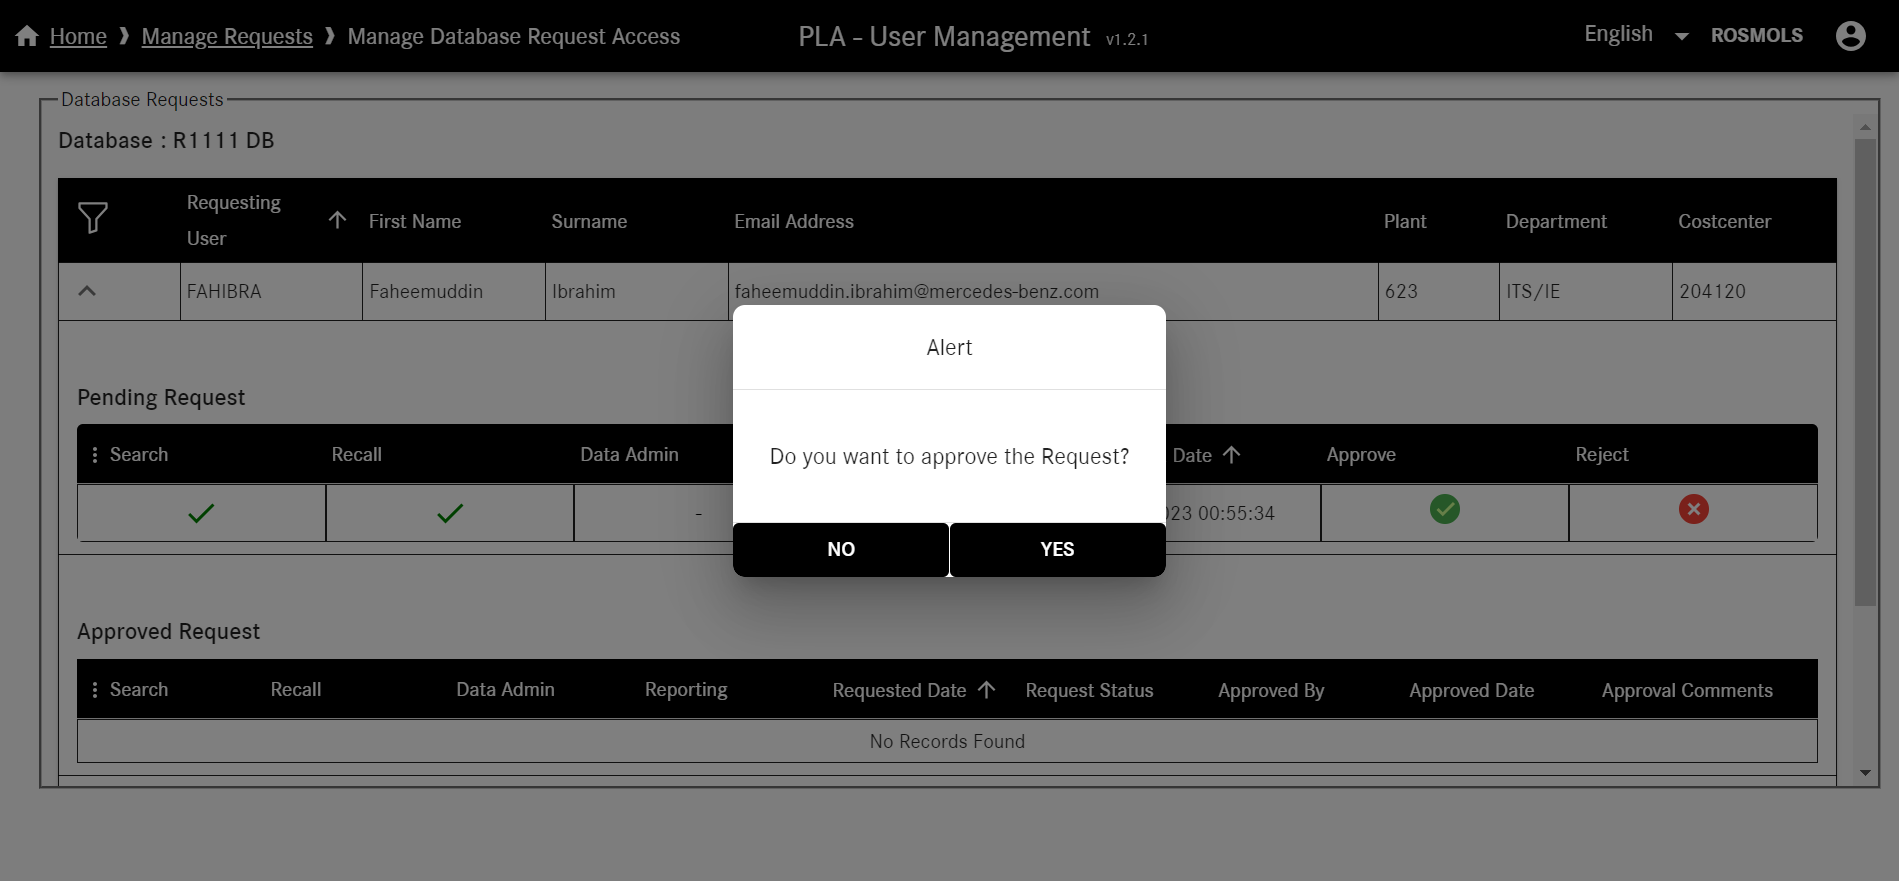 Home ❱ Manage Requests ❱ Manage Database Request Access
PLA - User Management v1.2.1
English
ROSMOLS
Database Requests
Database : R1111 DB
Requesting User First Name Surname Email Address Plant Department Costcenter
FAHIBRA Faheemuddin Ibrahim faheemuddin.ibrahim@mercedes-benz.com 623 ITS/IE 204120
Alert
Do you want to approve the Request?
NO YES
Pending Request
Search Recall Data Admin Date Approve Reject
- 023 00:55:34
Approved Request
Search Recall Data Admin Reporting Requested Date Request Status Approved By Approved Date Approval Comments
No Records Found